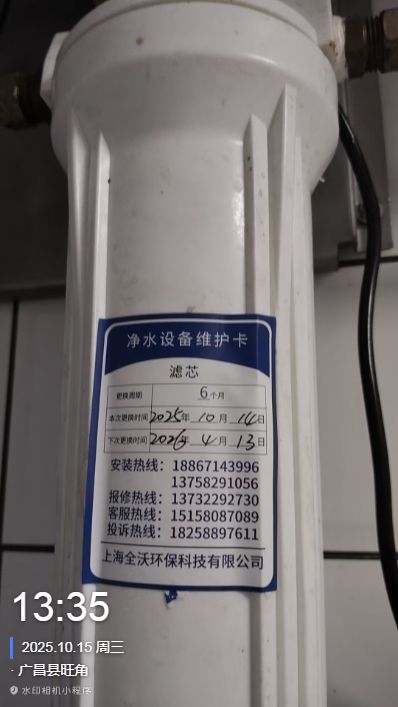 净水设备维护卡
滤芯
更换周期 6个月
本次更换时间 2025年 10月 14日
下次更换时间 2026年 4月 13日
安装热线：18867143996
13758291056
报修热线：13732292730
客服热线：15158087089
投诉热线：18258897611
上海全沃环保科技有限公司
13:35
2025.10.15 周三
· 广昌县旺角
水印相机小程序